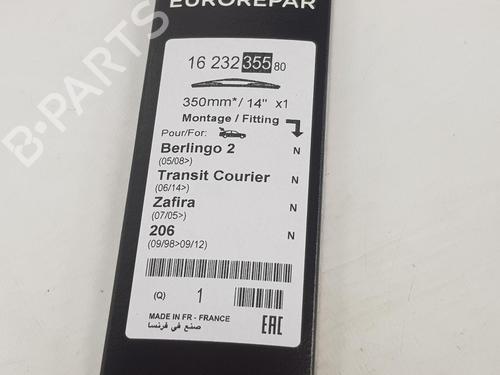 EUROREPAR
16 232 355 80
350mm*/ 14" x1
Montage / Fitting
Pour/For:
Berlingo 2 N
(05/08>)
Transit Courier N
(06/14>)
Zafira N
(07/05>)
206 N
(09/98>09/12)
(Q) 1
MADE IN FR - FRANCE
صنع في فرنسا
EAC
B-PARTS